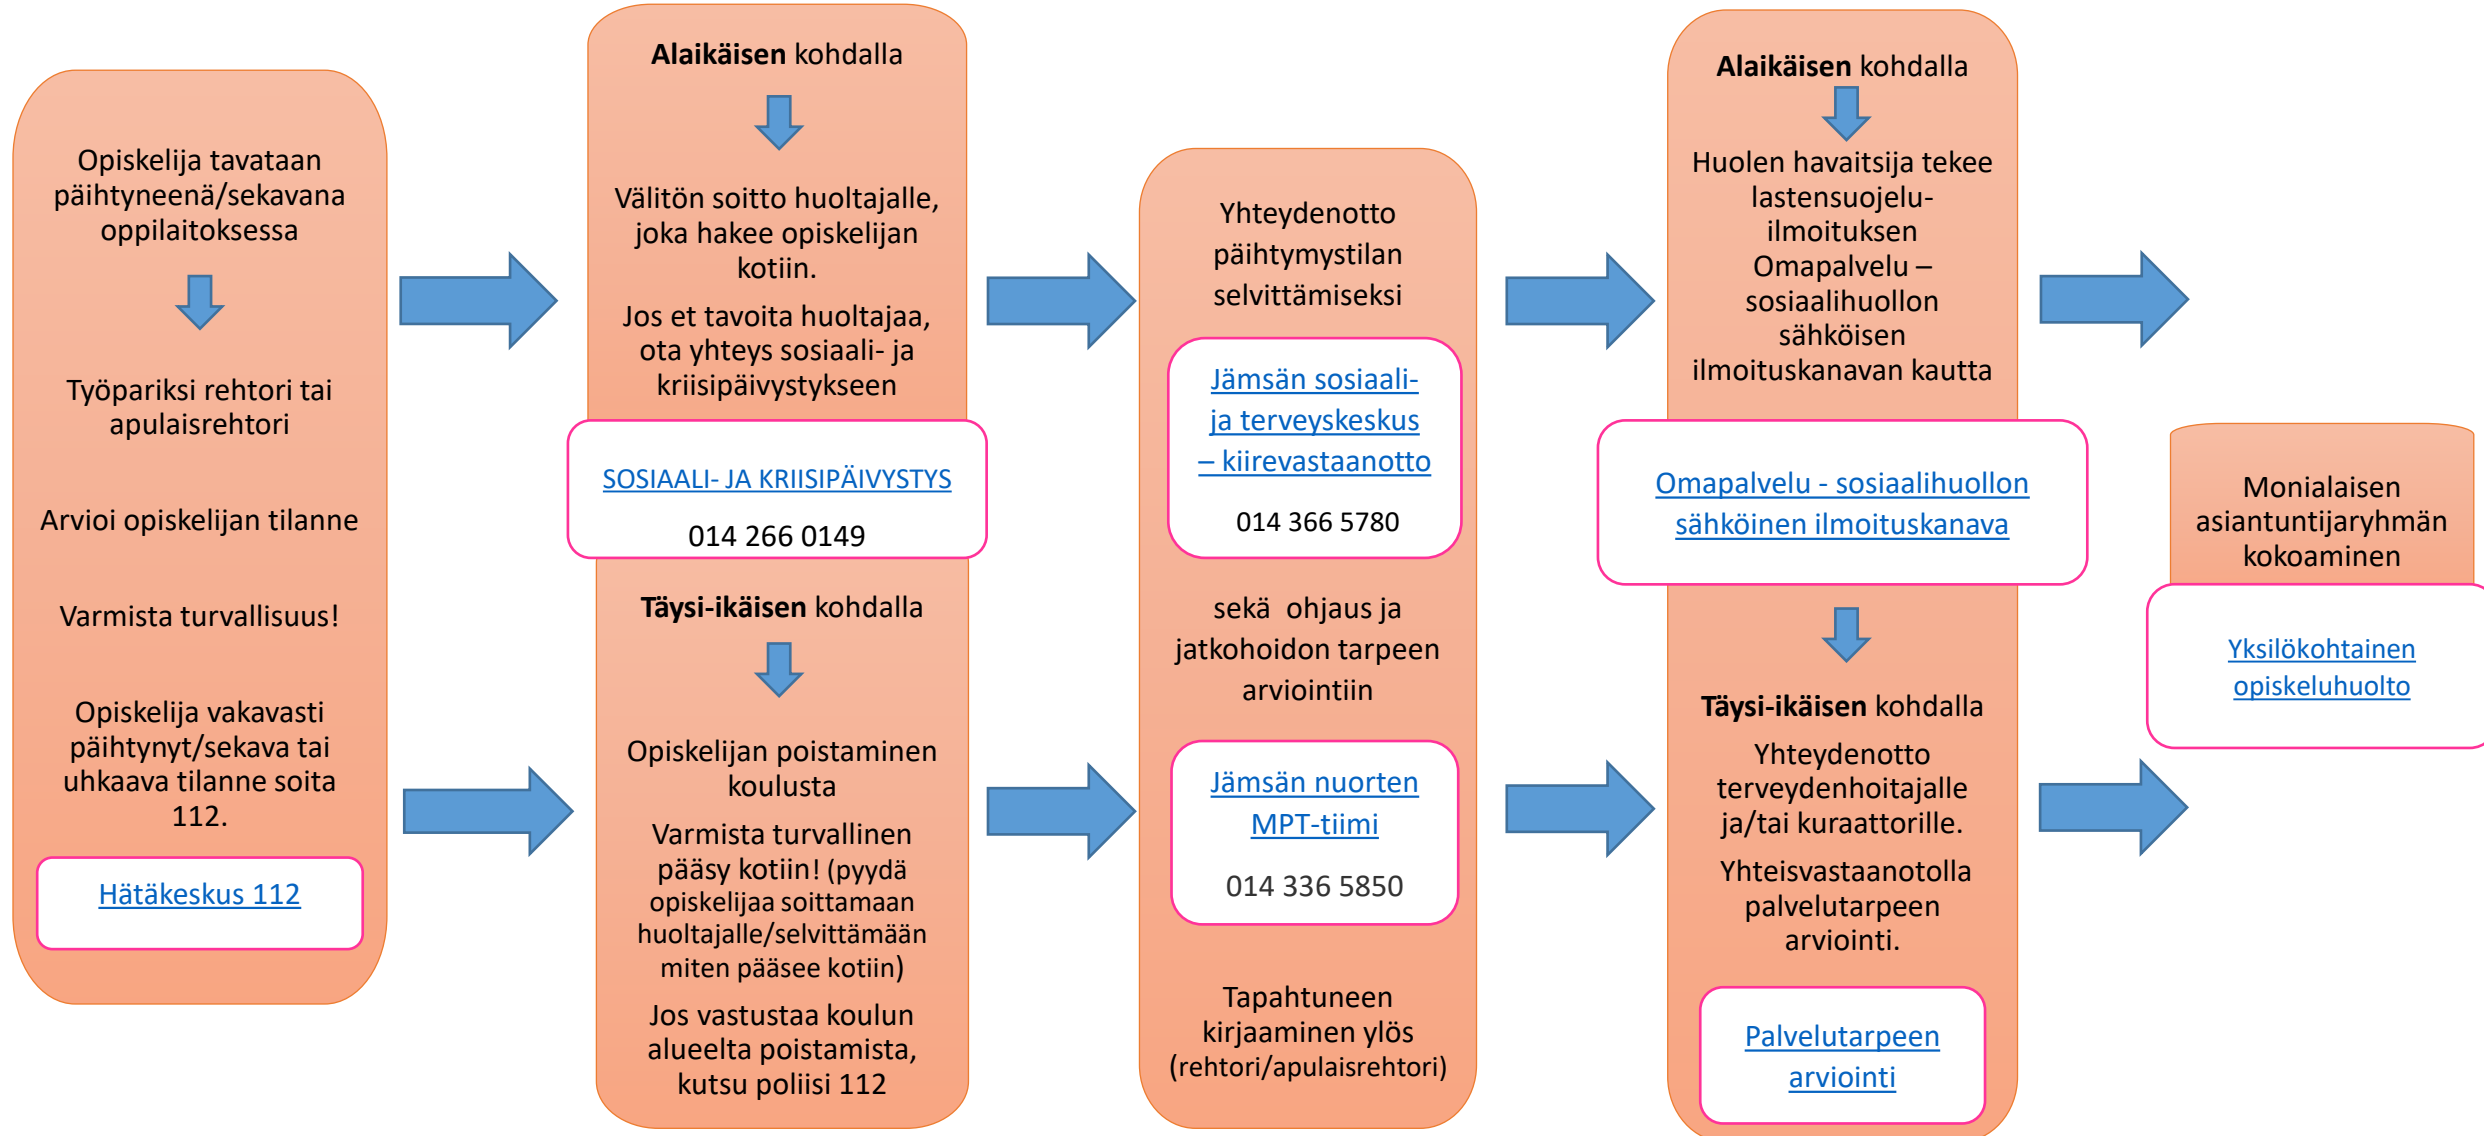 Opiskelija tavataan
päihtyneenä/sekavana
oppilaitoksessa
Työpariksi rehtori tai
apulaisrehtori
Arvioi opiskelijan tilanne
Varmista turvallisuus!
Opiskelija vakavasti
päihtynyt/sekava tai
uhkaava tilanne soita
112.
Hätäkeskus 112
Alaikäisen kohdalla
Välitön soitto huoltajalle,
joka hakee opiskelijan
kotiin.
Jos et tavoita huoltajaa,
ota yhteys sosiaali- ja
kriisipäivystykseen
SOSIAALI- JA KRIISIPÄIVYSTYS
014 266 0149
Täysi-ikäisen kohdalla
Opiskelijan poistaminen
koulusta
Varmista turvallinen
pääsy kotiin! (pyydä
opiskelijaa soittamaan
huoltajalle/selvittämään
miten pääsee kotiin)
Jos vastustaa koulun
alueelta poistamista,
kutsu poliisi 112
Yhteydenotto
päihtymystilan
selvittämiseksi
Jämsän sosiaali-
ja terveyskeskus
– kiirevastaanotto
014 366 5780
sekä  ohjaus ja
jatkohoidon tarpeen
arviointiin
Jämsän nuorten
MPT-tiimi
014 336 5850
Tapahtuneen
kirjaaminen ylös
(rehtori/apulaisrehtori)
Alaikäisen kohdalla
Huolen havaitsija tekee
lastensuojelu-
ilmoituksen
Omapalvelu –
sosiaalihuollon
sähköisen
ilmoituskanavan kautta
Omapalvelu - sosiaalihuollon
sähköinen ilmoituskanava
Täysi-ikäisen kohdalla
Yhteydenotto
terveydenhoitajalle
ja/tai kuraattorille.
Yhteisvastaanotolla
palvelutarpeen
arviointi.
Palvelutarpeen
arviointi
Monialaisen
asiantuntijaryhmän
kokoaminen
Yksilökohtainen
opiskeluhuolto